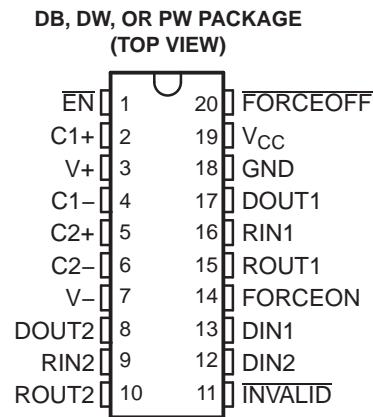 DB, DW, OR PW PACKAGE
(TOP VIEW)
EN 1 20 FORCEOFF
C1+ 2 19 VCC
V+ 3 18 GND
C1− 4 17 DOUT1
C2+ 5 16 RIN1
C2− 6 15 ROUT1
V− 7 14 FORCEON
DOUT2 8 13 DIN1
RIN2 9 12 DIN2
ROUT2 10 11 INVALID